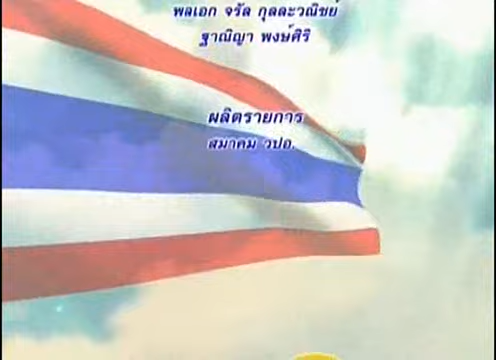 พลเอก จรัล กุลละวณิชย์
ฐาณิญา พงษ์ศิริ
ผลิตรายการ
สมาคม วปอ.